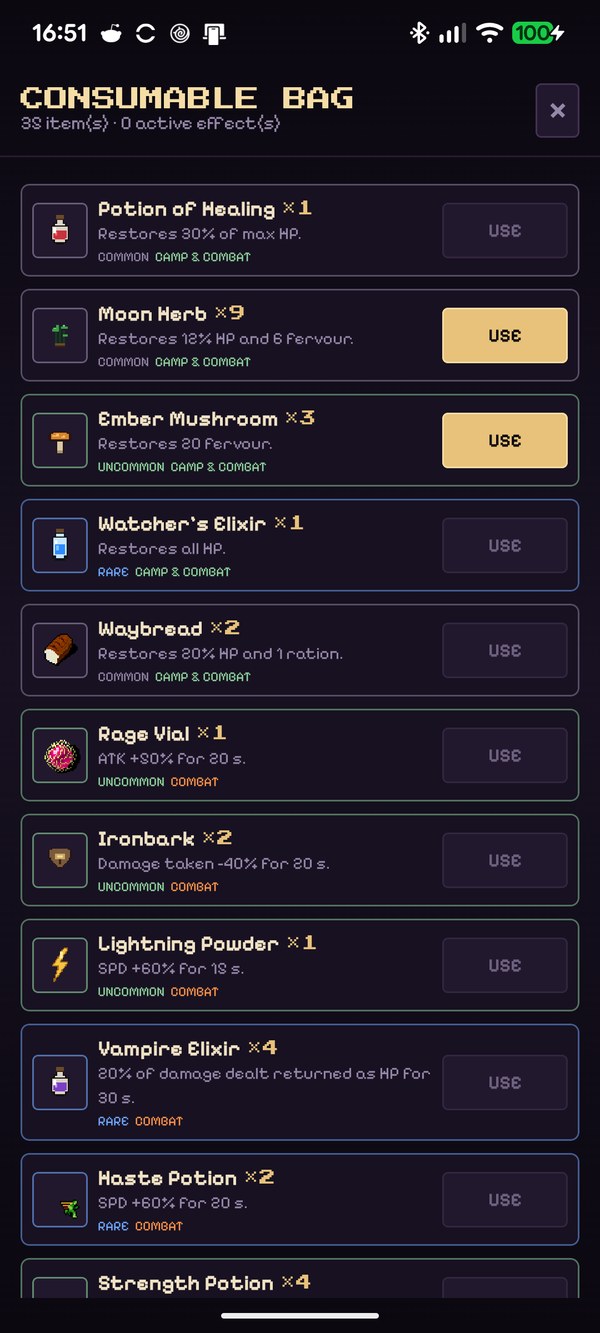 16:51
100
CONSUMABLE BAG
35 item(s) · 0 active effect(s)
×
Potion of Healing ×1
Restores 30% of max HP.
COMMON CAMP & COMBAT
USE
Moon Herb ×9
Restores 12% HP and 6 fervour.
COMMON CAMP & COMBAT
USE
Ember Mushroom ×3
Restores 20 fervour.
UNCOMMON CAMP & COMBAT
USE
Watcher's Elixir ×1
Restores all HP.
RARE CAMP & COMBAT
USE
Waybread ×2
Restores 20% HP and 1 ration.
COMMON CAMP & COMBAT
USE
Rage Vial ×1
ATK +50% for 20 s.
UNCOMMON COMBAT
USE
Ironbark ×2
Damage taken -40% for 20 s.
UNCOMMON COMBAT
USE
Lightning Powder ×1
SPD +60% for 15 s.
UNCOMMON COMBAT
USE
Vampire Elixir ×4
20% of damage dealt returned as HP for
30 s.
RARE COMBAT
USE
Haste Potion ×2
SPD +60% for 20 s.
RARE COMBAT
USE
Strength Potion ×4